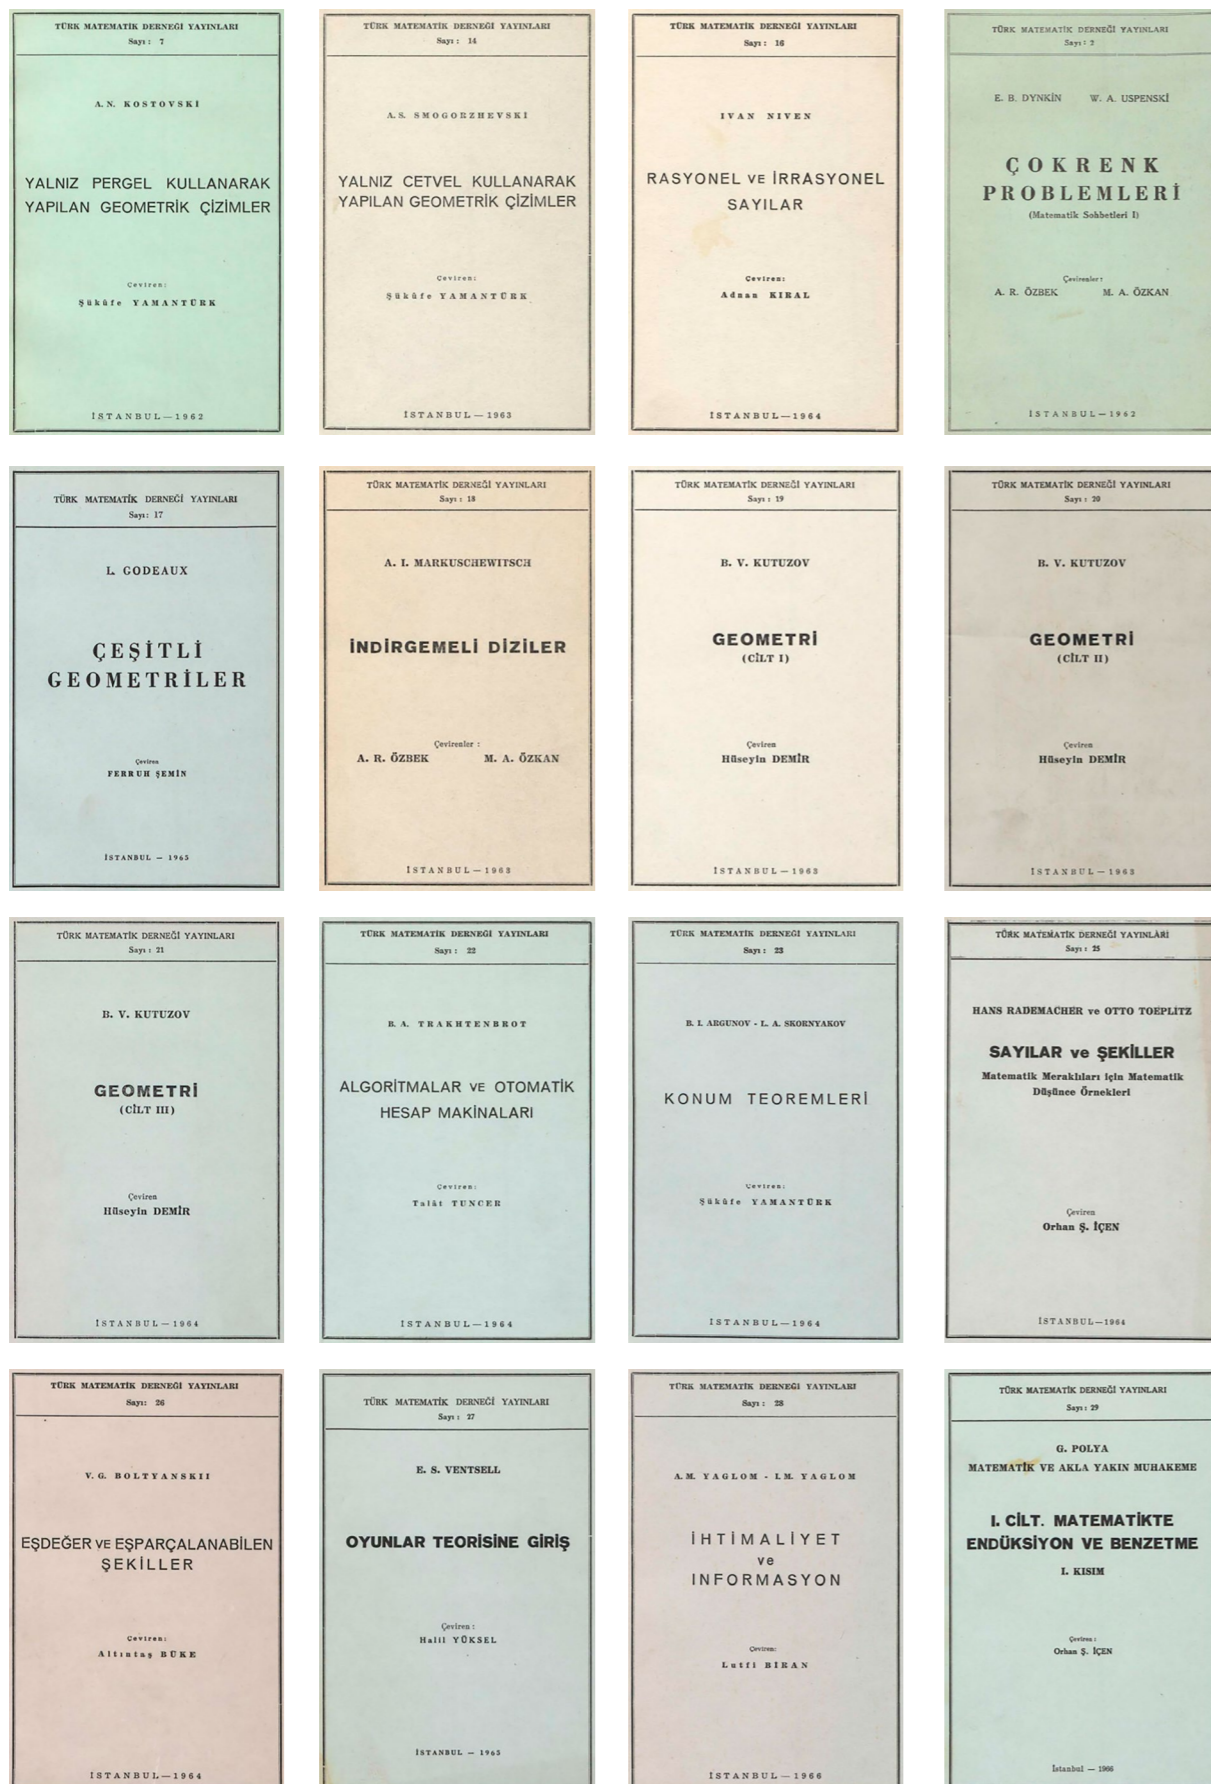 TÜRK MATEMATİK DERNEĞİ YAYINLARI
Sayı : 7
A. N. KOSTOVSKİ
YALNIZ PERGEL KULLANARAK
YAPILAN GEOMETRİK ÇİZİMLER
Çeviren:
Şükûfe YAMANTÜRK
İSTANBUL — 1962
TÜRK MATEMATİK DERNEĞİ YAYINLARI
Sayı : 14
A.S. SMOGORZHEVSKİ
YALNIZ CETVEL KULLANARAK
YAPILAN GEOMETRİK ÇİZİMLER
Çeviren:
Şükûfe YAMANTÜRK
İSTANBUL — 1963
TÜRK MATEMATİK DERNEĞİ YAYINLARI
Sayı : 16
IVAN NIVEN
RASYONEL VE İRRASYONEL
SAYILAR
Çeviren:
Adnan KIRAL
İSTANBUL — 1964
TÜRK MATEMATİK DERNEĞİ YAYINLARI
Sayı : 2
E. B. DYNKİN W. A. USPENSKİ
ÇOKRENK
PROBLEMLERİ
(Matematik Sohbetleri I)
Çevirenler :
A. R. ÖZBEK M. A. ÖZKAN
İSTANBUL — 1962
TÜRK MATEMATİK DERNEĞİ YAYINLARI
Sayı: 17
L. GODEAUX
ÇEŞİTLİ
GEOMETRİLER
Çeviren
FERRUH ŞEMİN
İSTANBUL — 1965
TÜRK MATEMATİK DERNEĞİ YAYINLARI
Sayı : 18
A. I. MARKUSCHEWITSCH
İNDİRGEMELİ DİZİLER
Çevirenler :
A. R. ÖZBEK M. A. ÖZKAN
İSTANBUL — 1963
TÜRK MATEMATİK DERNEĞİ YAYINLARI
Sayı : 19
B. V. KUTUZOV
GEOMETRİ
(CİLT I)
Çeviren
Hüseyin DEMİR
İSTANBUL — 1963
TÜRK MATEMATİK DERNEĞİ YAYINLARI
Sayı : 20
B. V. KUTUZOV
GEOMETRİ
(CİLT II)
Çeviren
Hüseyin DEMİR
İSTANBUL — 1963
TÜRK MATEMATİK DERNEĞİ YAYINLARI
Sayı : 21
B. V. KUTUZOV
GEOMETRİ
(CİLT III)
Çeviren
Hüseyin DEMİR
İSTANBUL — 1964
TÜRK MATEMATİK DERNEĞİ YAYINLARI
Sayı : 22
B. A. TRAKHTENBROT
ALGORİTMALAR VE OTOMATİK
HESAP MAKİNALARI
Çeviren:
Talât TUNCER
İSTANBUL — 1964
TÜRK MATEMATİK DERNEĞİ YAYINLARI
Sayı : 23
B. I. ARGUNOV - L. A. SKORNYAKOV
KONUM TEOREMLERİ
Çeviren:
Şükûfe YAMANTÜRK
İSTANBUL — 1964
TÜRK MATEMATİK DERNEĞİ YAYINLARİ
Sayı : 25
HANS RADEMACHER ve OTTO TOEPLİTZ
SAYILAR ve ŞEKİLLER
Matematik Meraklıları için Matematik
Düşünce Örnekleri
Çeviren
Orhan Ş. İÇEN
İSTANBUL — 1964
TÜRK MATEMATİK DERNEĞİ YAYINLARI
Sayı: 26
V. G. BOLTYANSKII
EŞDEĞER VE EŞPARÇALANABİLEN
ŞEKİLLER
Çeviren:
Altıntaş BÜKE
İSTANBUL — 1964
TÜRK MATEMATİK DERNEĞİ YAYINLARI
Sayı : 27
E. S. VENTSELL
OYUNLAR TEORİSİNE GİRİŞ
Çeviren :
Halil YÜKSEL
İSTANBUL — 1965
TÜRK MATEMATİK DERNEĞİ YAYINLARI
Sayı : 28
A.M. YAGLOM - I.M. YAGLOM
İHTİMALİYET
ve
INFORMASYON
Çeviren:
Lutfi BİRAN
İSTANBUL — 1966
TÜRK MATEMATİK DERNEĞİ YAYINLARI
Sayı : 29
G. POLYA
MATEMATİK VE AKLA YAKIN MUHAKEME
I. CİLT. MATEMATİKTE
ENDÜKSİYON VE BENZETME
I. KISIM
Çeviren :
Orhan Ş. İÇEN
İstanbul — 1966